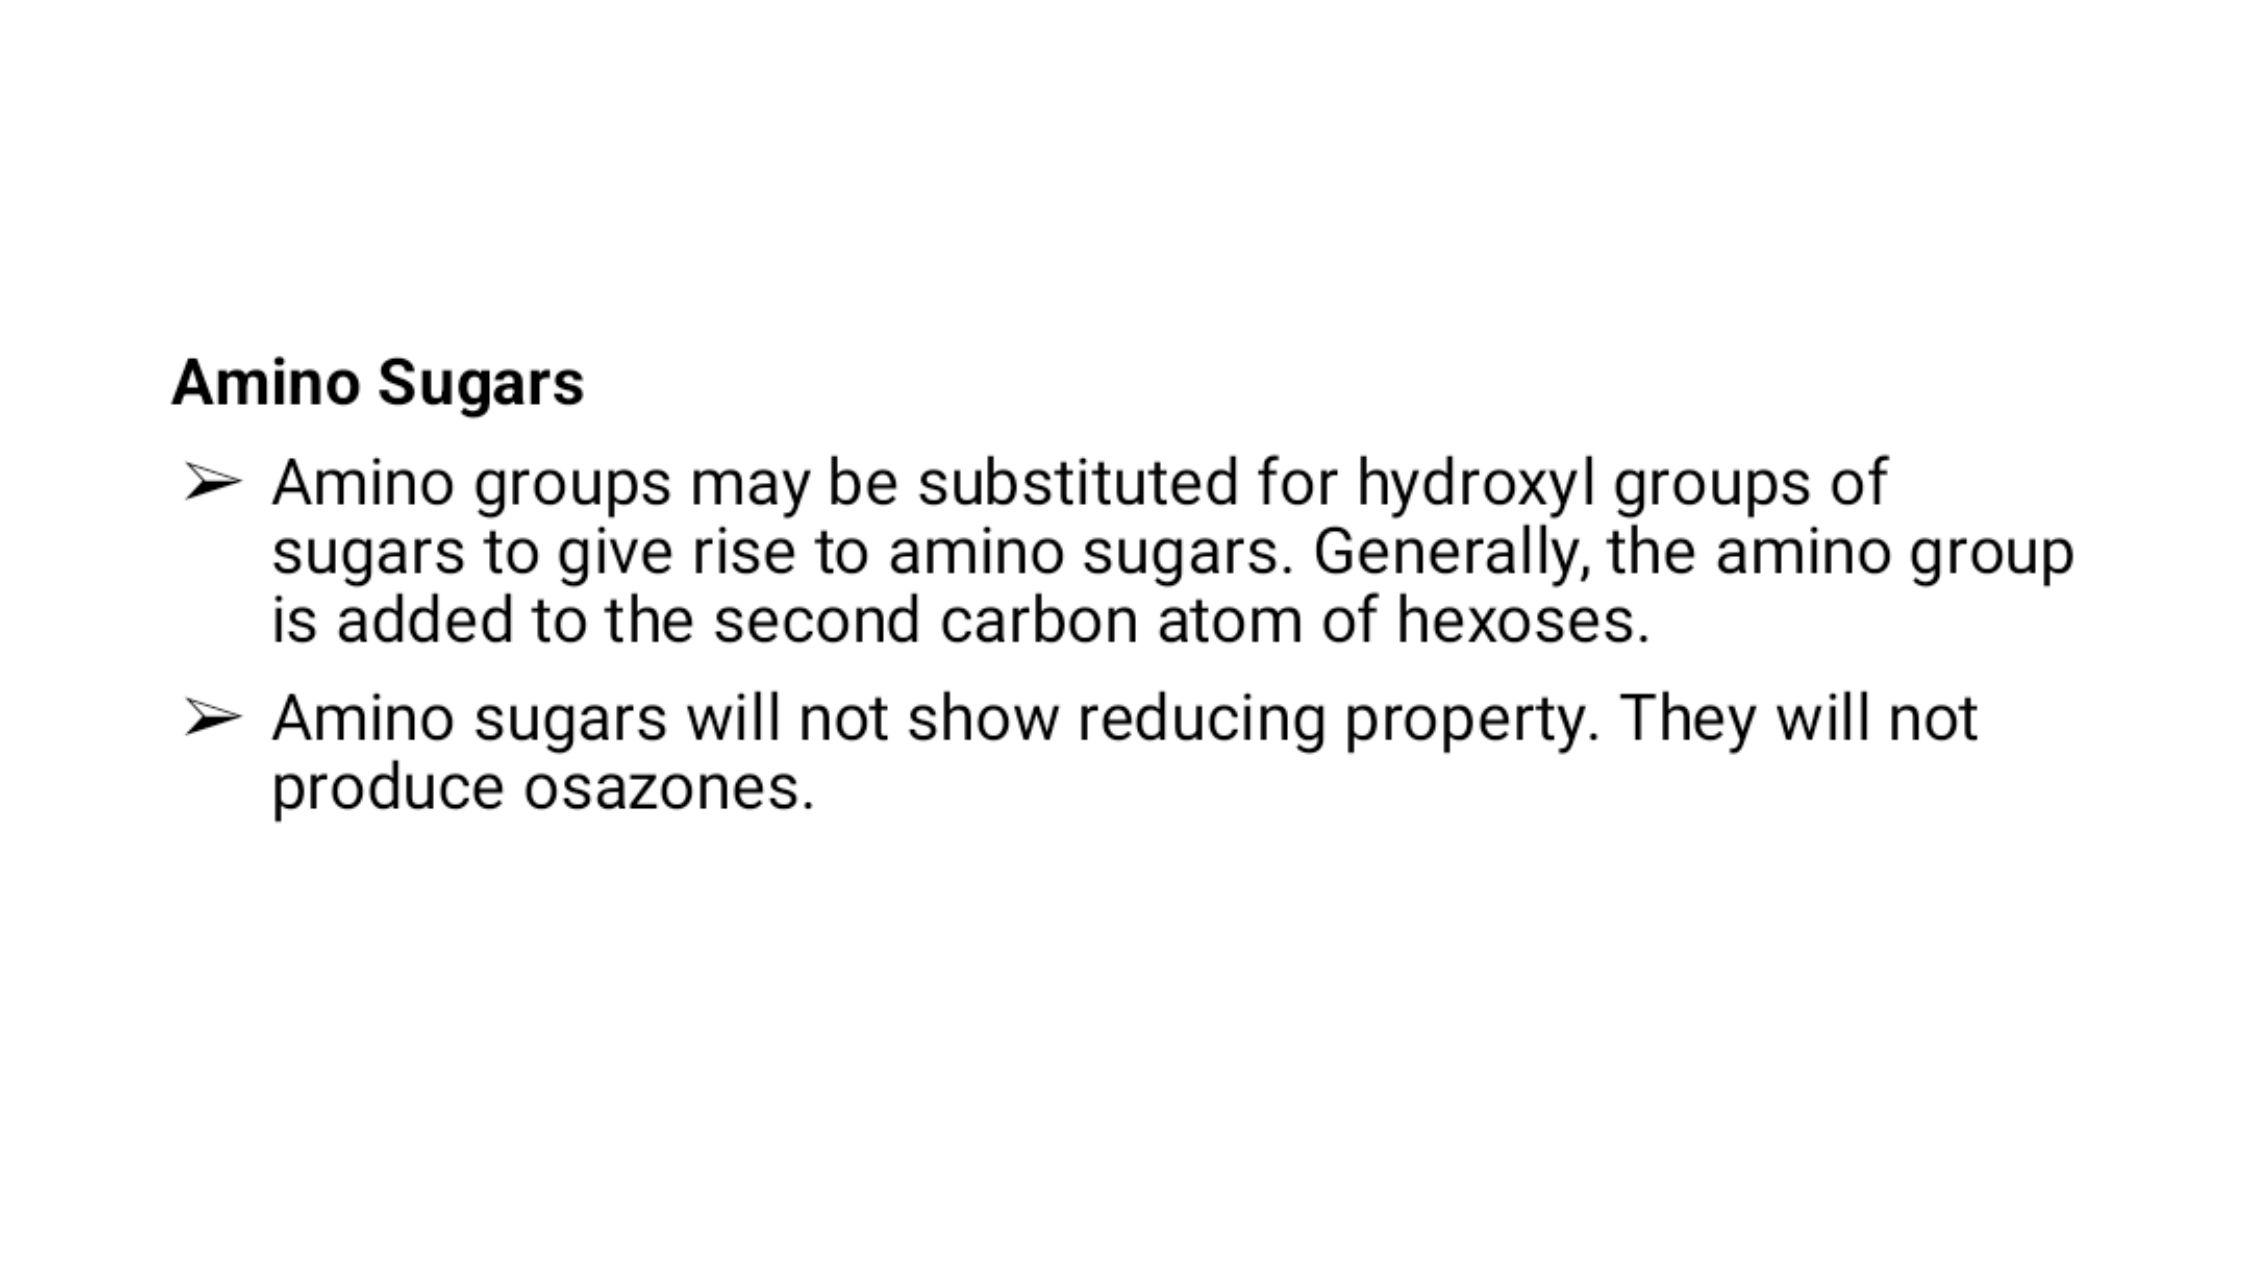 Amino Sugars
➢ Amino groups may be substituted for hydroxyl groups of
sugars to give rise to amino sugars. Generally, the amino group
is added to the second carbon atom of hexoses.
➢ Amino sugars will not show reducing property. They will not
produce osazones.